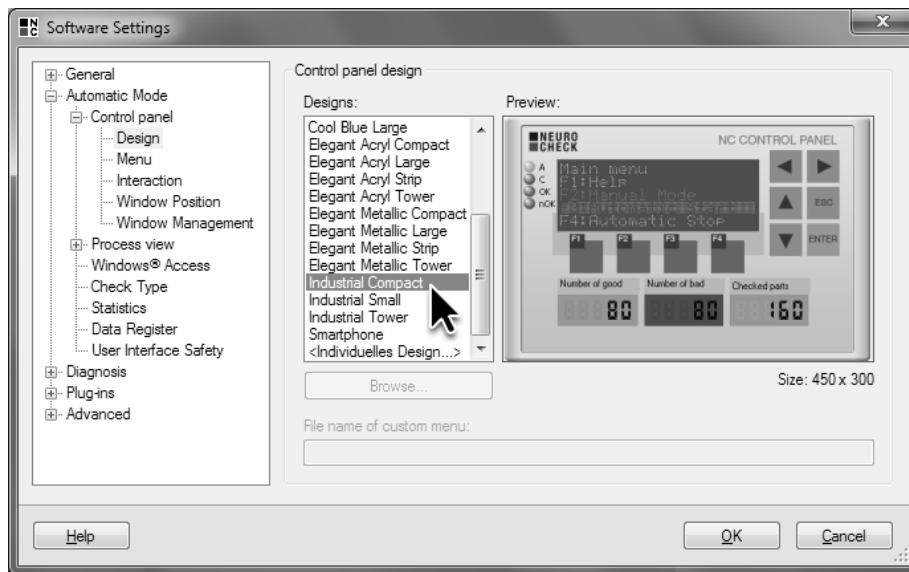 NC
Software Settings
x
General
Automatic Mode
Control panel
Design
Menu
Interaction
Window Position
Window Management
Process view
Windows® Access
Check Type
Statistics
Data Register
User Interface Safety
Diagnosis
Plug-ins
Advanced
Control panel design
Designs:
Cool Blue Large
Elegant Acryl Compact
Elegant Acryl Large
Elegant Acryl Strip
Elegant Acryl Tower
Elegant Metallic Compact
Elegant Metallic Large
Elegant Metallic Strip
Elegant Metallic Tower
Industrial Compact
Industrial Small
Industrial Tower
Smartphone
<Individuelles Design...>
Browse...
File name of custom menu:
Preview:
NEURO
CHECK
NC CONTROL PANEL
A
C
OK
nOK
Main menu
F1:Help
F2:Manual Mode
F4:Automatic Stop
ESC
ENTER
F1 F2 F3 F4
Number of good Number of bad Checked parts
80 80 160
Size: 450 x 300
Help
OK
Cancel